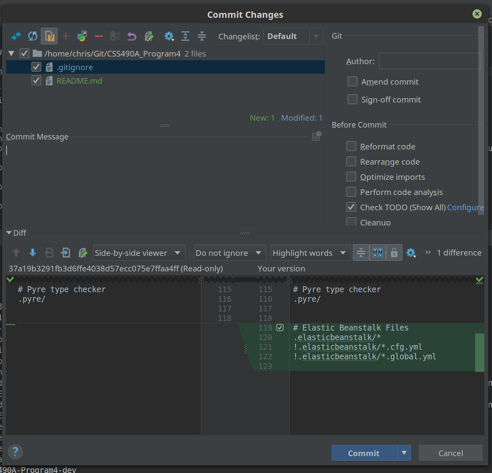 Commit Changes
Changelist: Default
Git
/home/chris/Git/CSS490A_Program4 2 files
.gitignore
README.md
Author:
Amend commit
Sign-off commit
New: 1 Modified: 1
Before Commit
Commit Message
Reformat code
Rearrange code
Optimize imports
Perform code analysis
Check TODO (Show All) Configure
Cleanup
Diff
Side-by-side viewer Do not ignore Highlight words 1 difference
37a19b3291fb3d6ffe4038d57ecc075e7ffaa4ff (Read-only) Your version
# Pyre type checker 115 115 # Pyre type checker
.pyre/ 116 116 .pyre/
117 117
118 118
119 # Elastic Beanstalk Files
120 .elasticbeanstalk/*
121 !.elasticbeanstalk/*.cfg.yml
122 !.elasticbeanstalk/*.global.yml
123
? Commit Cancel
490A-Program4-dev